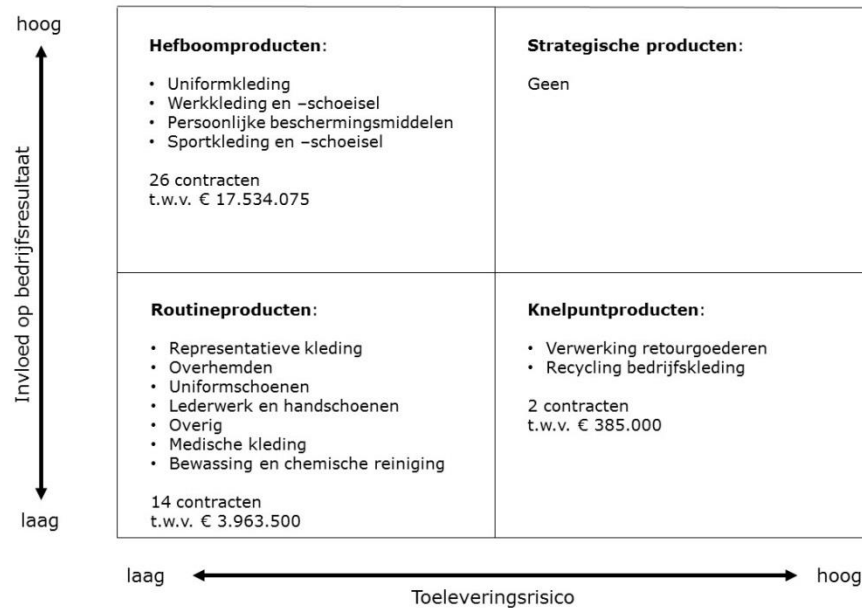 hoog
Hefboomproducten:
• Uniformkleding
• Werkkleding en –schoeisel
• Persoonlijke beschermingsmiddelen
• Sportkleding en –schoeisel
26 contracten
t.w.v. € 17.534.075
Strategische producten:
Geen
Invloed op bedrijfsresultaat
Routineproducten:
• Representatieve kleding
• Overhemden
• Uniformschoenen
• Lederwerk en handschoenen
• Overig
• Medische kleding
• Bewassing en chemische reiniging
14 contracten
t.w.v. € 3.963.500
Knelpuntproducten:
• Verwerking retourgoederen
• Recycling bedrijfskleding
2 contracten
t.w.v. € 385.000
laag
laag
hoog
Toeleveringsrisico